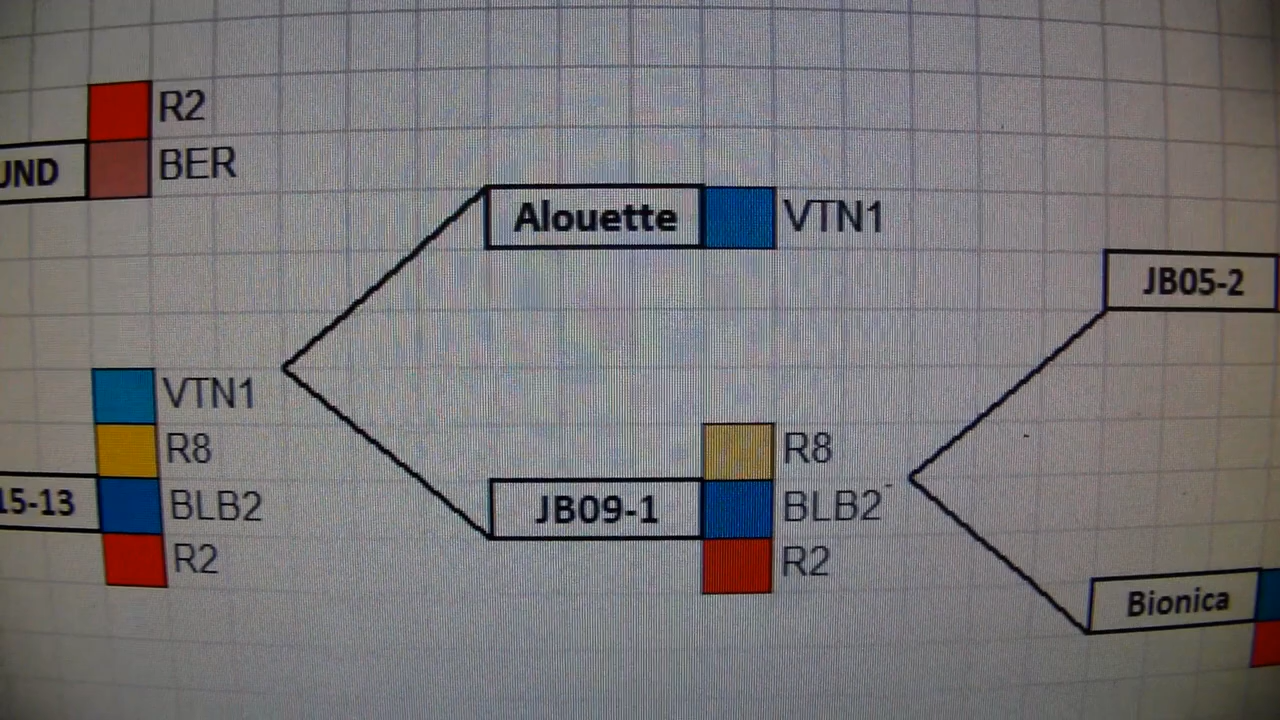 R2
UND
BER
Alouette
VTN1
JB05-2
VTN1
R8
15-13
BLB2
R2
R8
JB09-1
BLB2
R2
Bionica